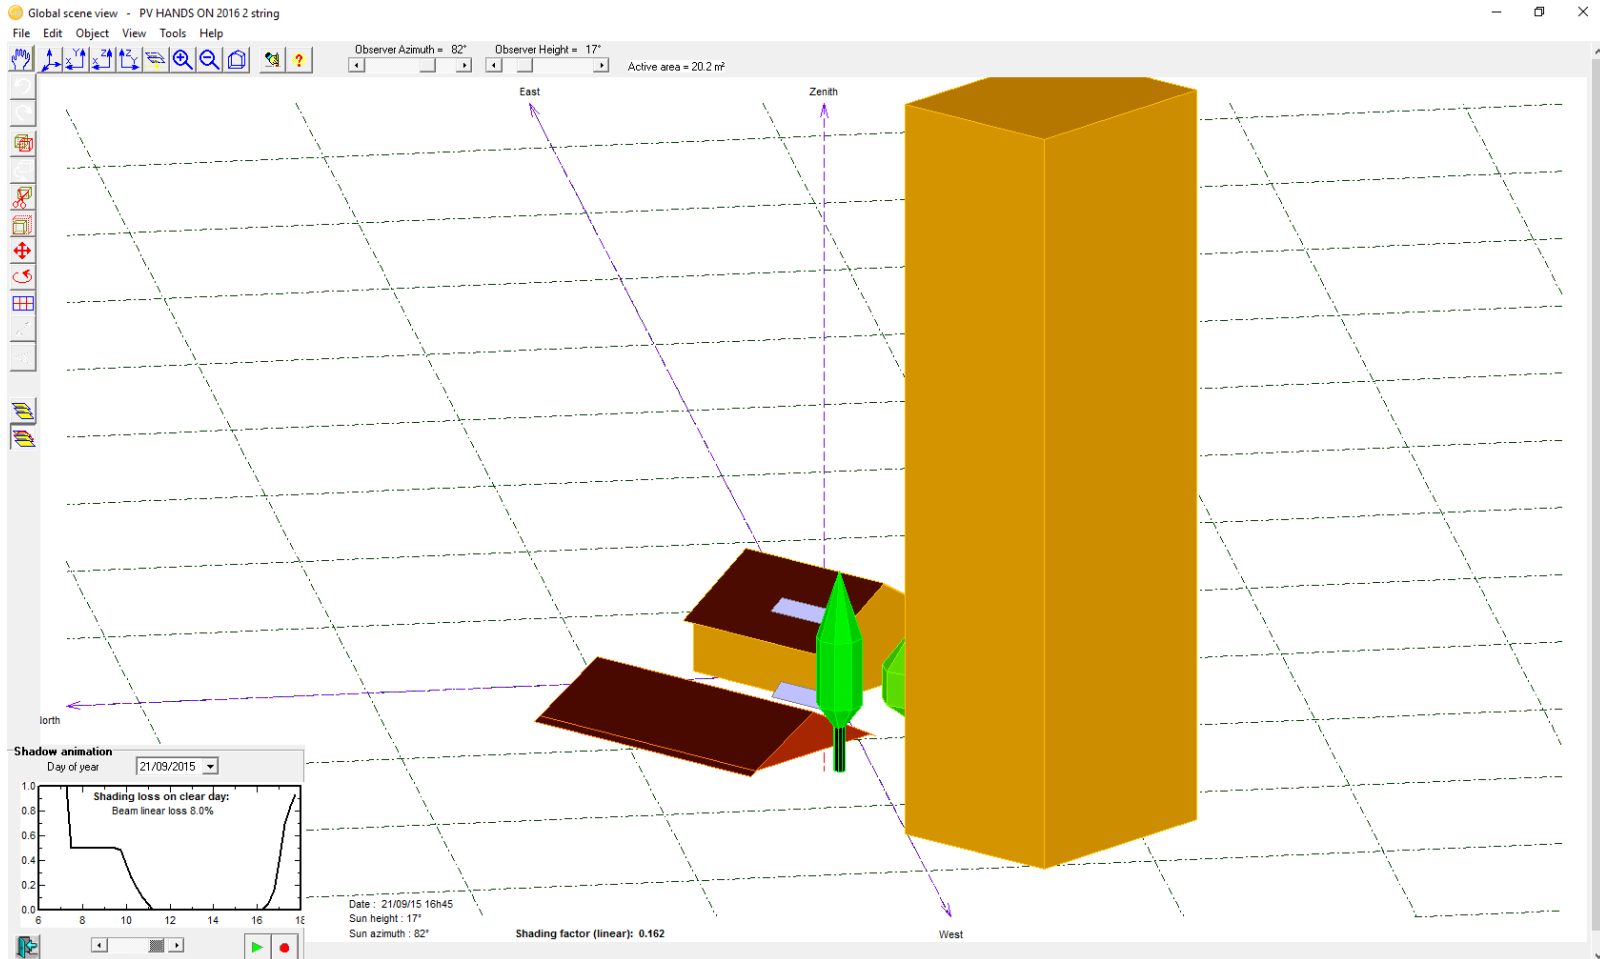 Global scene view - PV HANDS ON 2016 2 string
File Edit Object View Tools Help
Observer Azimuth = 82° Observer Height = 17° Active area = 20.2 m²
East Zenith
orth
Shadow animation
Day of year 21/09/2015
1.0
0.8
0.6
0.4
0.2
0.0
Shading loss on clear day:
Beam linear loss 8.0%
6 8 10 12 14 16 18
Date : 21/09/15 16h45
Sun height : 17°
Sun azimuth : 82° Shading factor (linear): 0.162
West